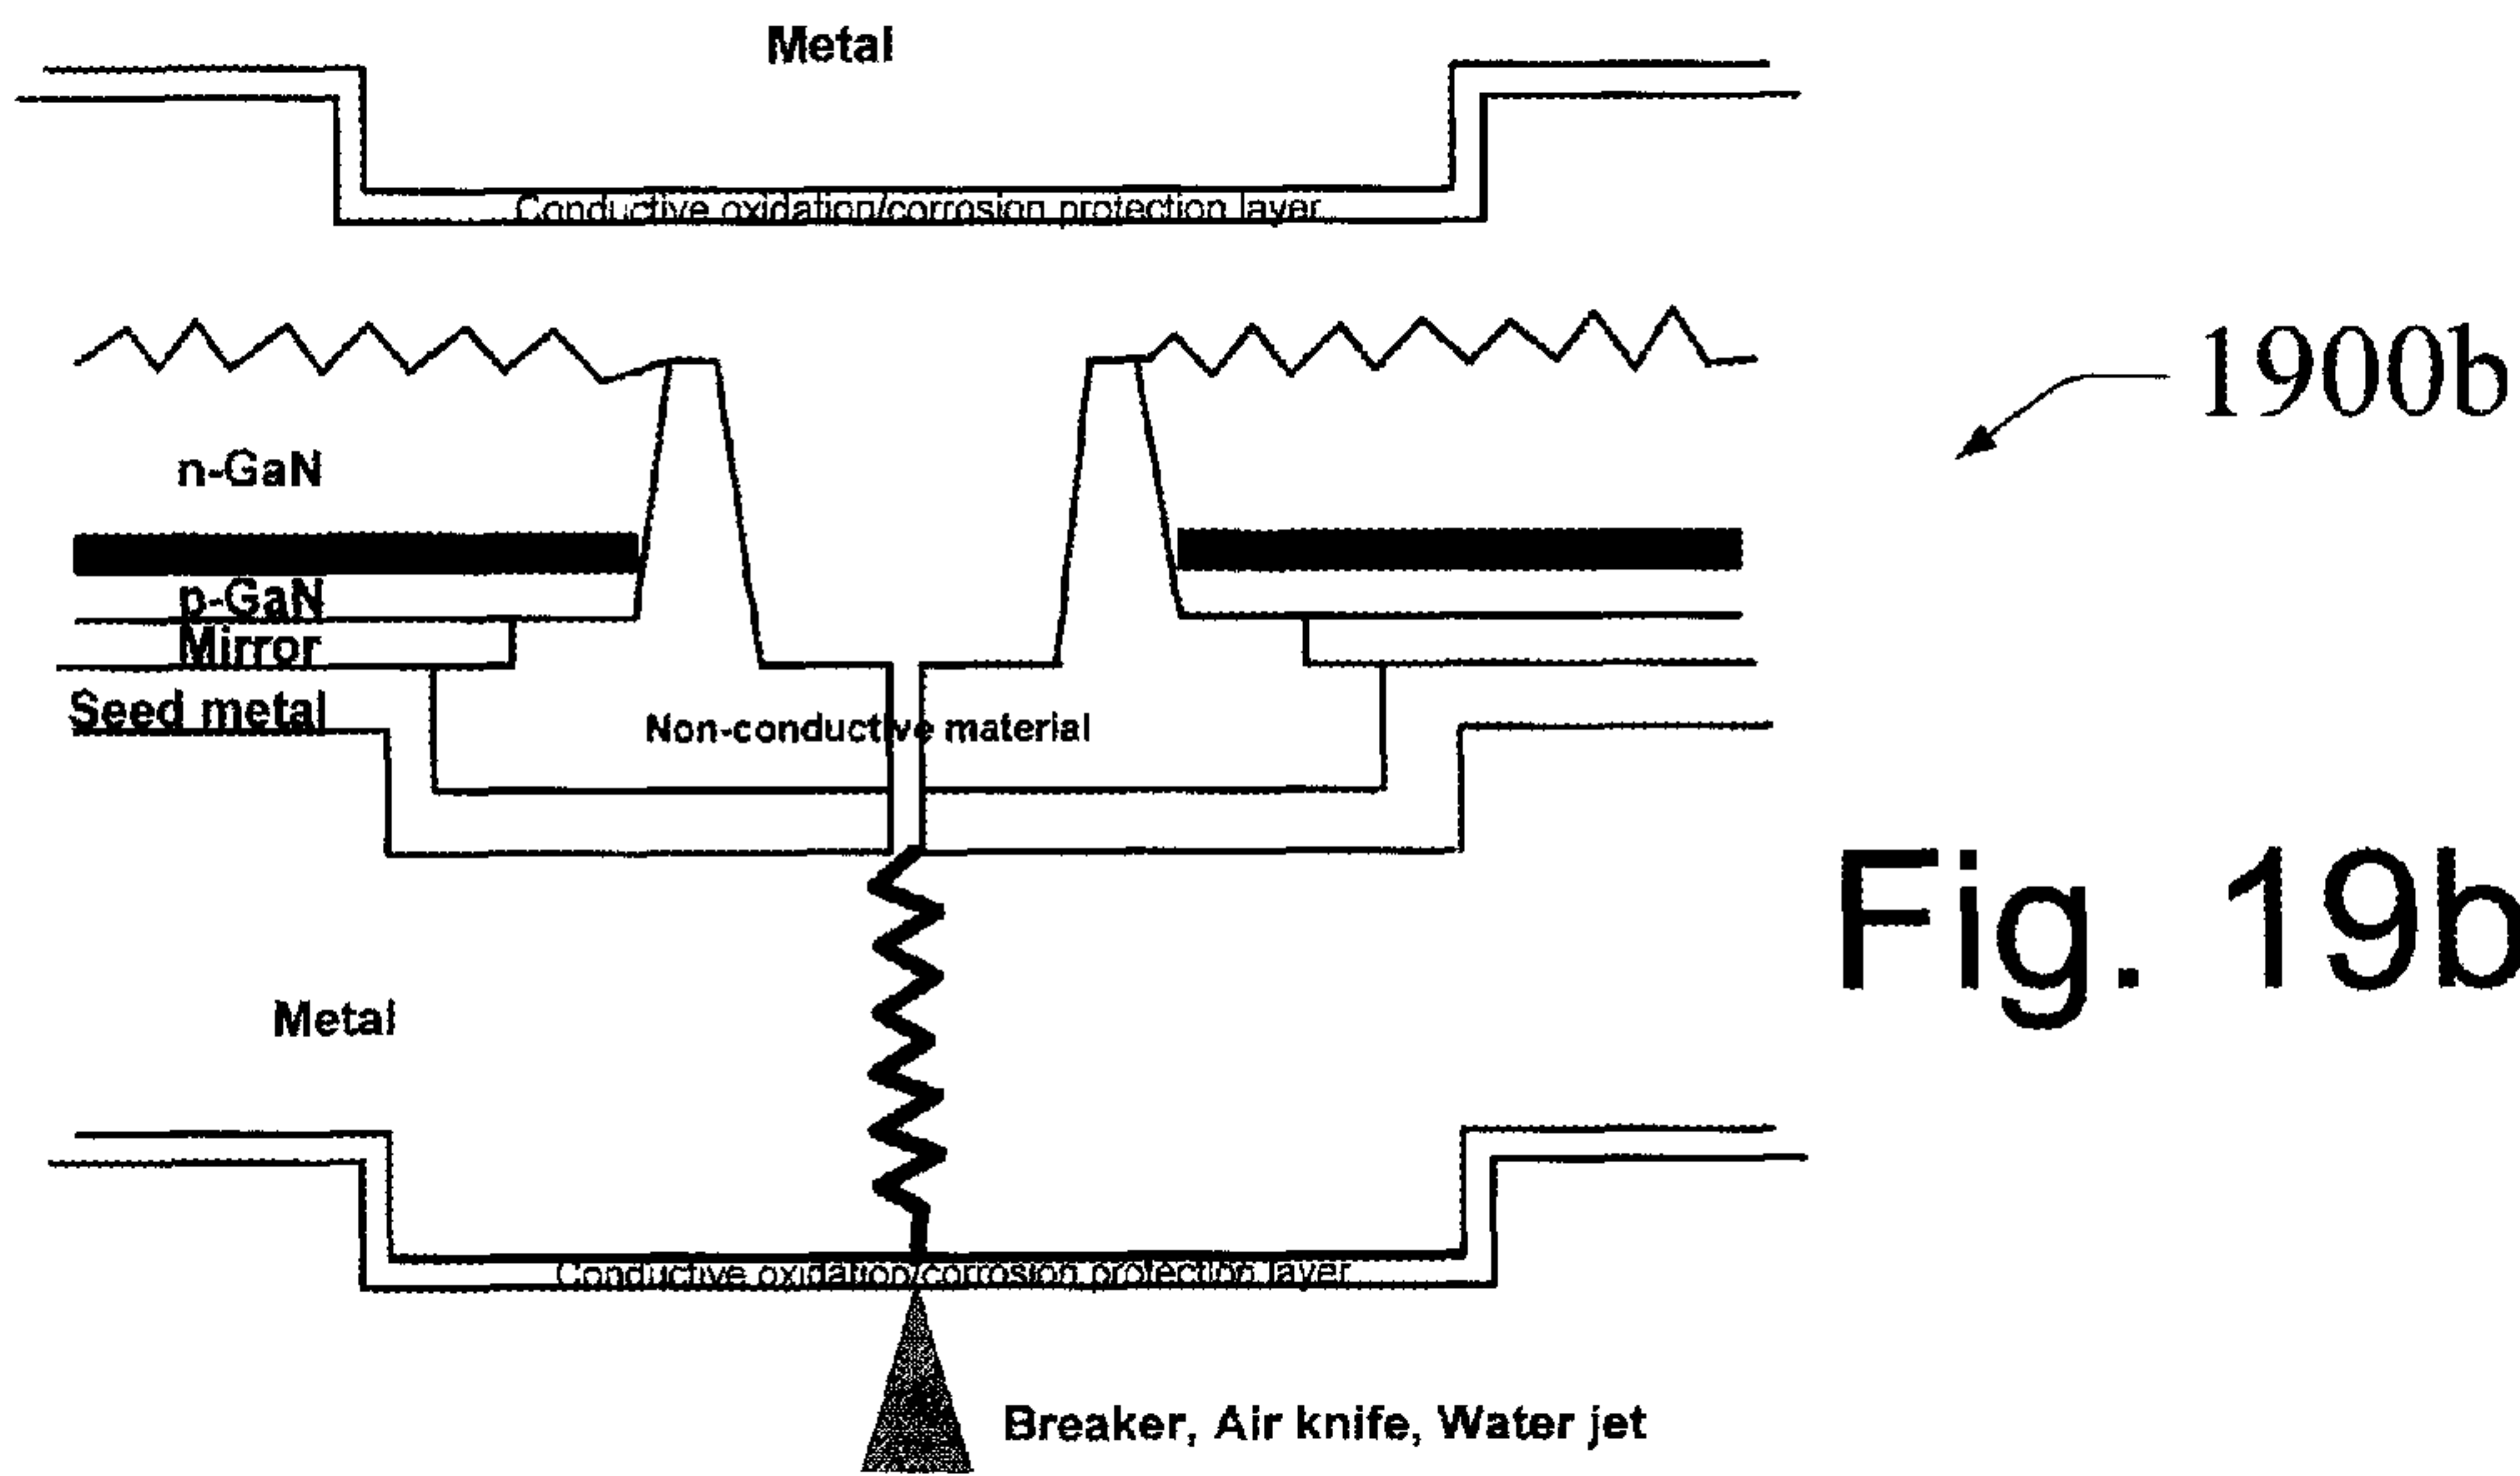 Metal
Conductive oxidation/corrosion protection layer
1900b
n-GaN
p-GaN
Mirror
Seed metal
Non-conductive material
Fig. 19b
Metal
Conductive oxidation/corrosion protection layer
Breaker, Air knife, Water jet